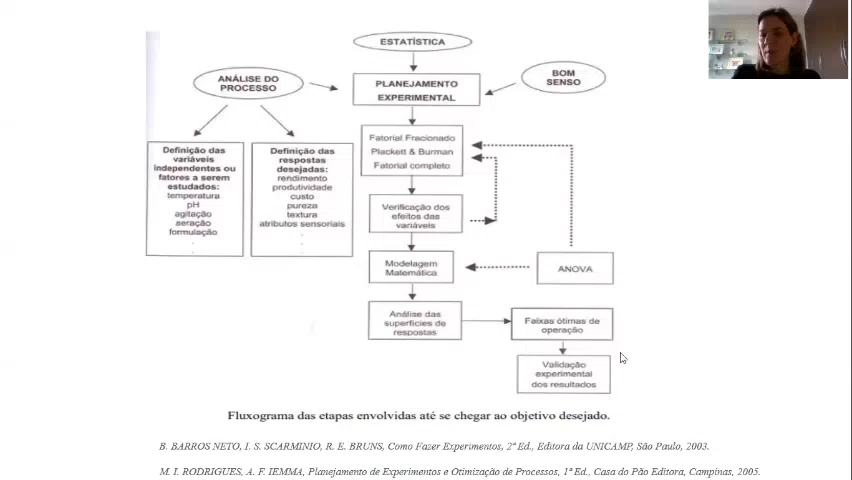 ESTATÍSTICA
ANÁLISE DO
PROCESSO
PLANEJAMENTO
EXPERIMENTAL
BOM
SENSO
Definição das
variáveis
independentes ou
fatores a serem
estudados:
temperatura
pH
agitação
aeração
formulação
.
.
Definição das
respostas
desejadas:
rendimento
produtividade
custo
pureza
textura
atributos sensoriais
.
.
Fatorial Fracionado
Plackett & Burman
Fatorial completo
Verificação dos
efeitos das
variáveis
Modelagem
Matemática
ANOVA
Análise das
superfícies de
respostas
Faixas ótimas de
operação
Validação
experimental
dos resultados
Fluxograma das etapas envolvidas até se chegar ao objetivo desejado.
B. BARROS NETO, I. S. SCARMINIO, R. E. BRUNS, Como Fazer Experimentos, 2ª Ed., Editora da UNICAMP, São Paulo, 2003.
M. I. RODRIGUES, A. F. IEMMA, Planejamento de Experimentos e Otimização de Processos, 1ª Ed., Casa do Pão Editora, Campinas, 2005.